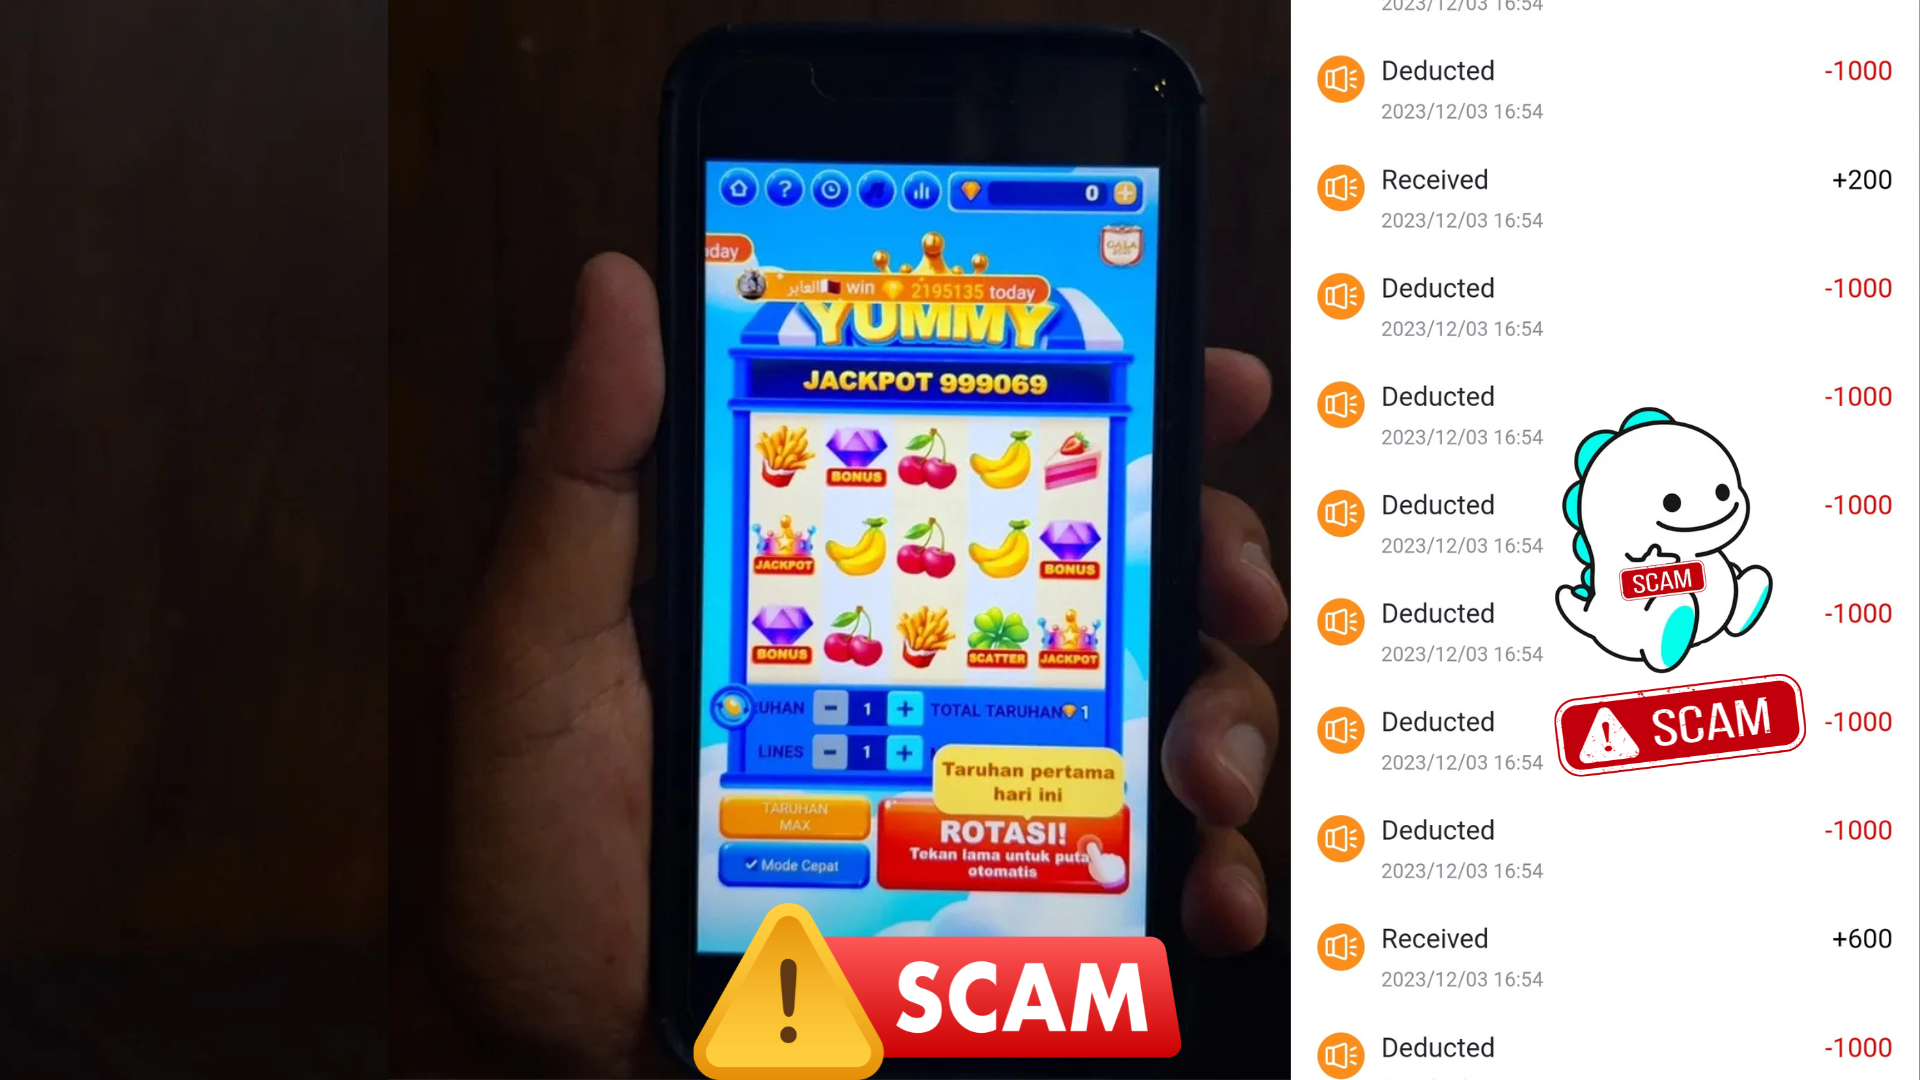 0
oday
GALA
العابر win 2195135 today
YUMMY
JACKPOT 999069
BONUS
JACKPOT
BONUS
BONUS
SCATTER
JACKPOT
UHAN
-
1
+
TOTAL TARUHAN 1
LINES
-
1
+
Taruhan pertama
hari ini
TARUHAN
MAX
ROTASI!
Tekan lama untuk puta
otomatis
Mode Cepat
SCAM
2023/12/03 16:54
Deducted
-1000
2023/12/03 16:54
Received
+200
2023/12/03 16:54
Deducted
-1000
2023/12/03 16:54
Deducted
-1000
2023/12/03 16:54
Deducted
-1000
2023/12/03 16:54
Deducted
-1000
2023/12/03 16:54
Deducted
-1000
2023/12/03 16:54
Deducted
-1000
2023/12/03 16:54
Received
+600
2023/12/03 16:54
Deducted
-1000
SCAM
SCAM